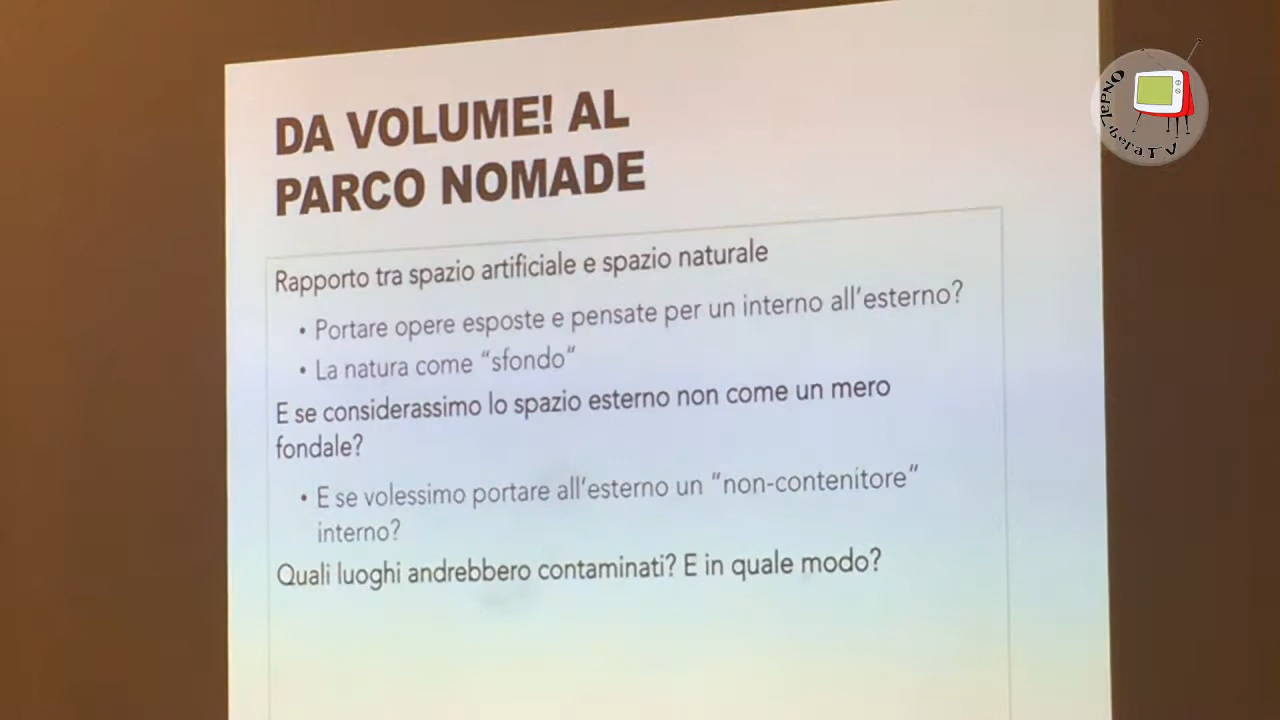 DA VOLUME! AL
PARCO NOMADE
Rapporto tra spazio artificiale e spazio naturale
• Portare opere esposte e pensate per un interno all'esterno?
• La natura come “sfondo”
E se considerassimo lo spazio esterno non come un mero
fondale?
• E se volessimo portare all'esterno un “non-contenitore”
interno?
Quali luoghi andrebbero contaminati? E in quale modo?
OndaLiberaTV